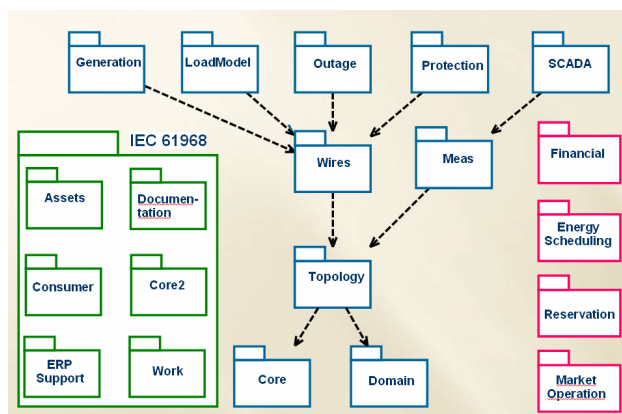 Generation
LoadModel
Outage
Protection
SCADA
IEC 61968
Wires
Meas
Financial
Assets
Documen-
tation
Energy
Scheduling
Consumer
Core2
Topology
Reservation
ERP
Support
Work
Core
Domain
Market
Operation